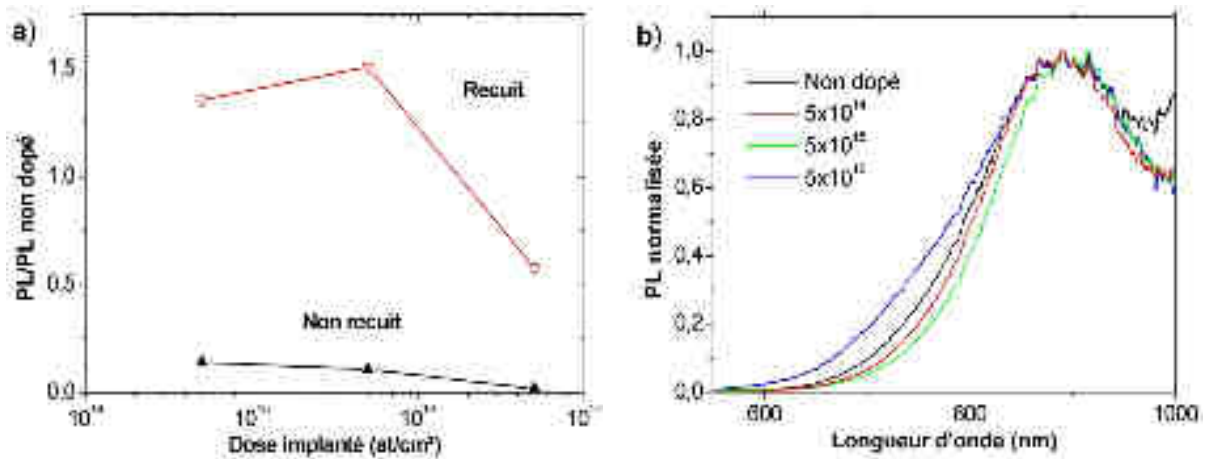 a)
PL/PL non dopé
1.5
1.0
0.5
0.0
Recuit
Non recuit
Dose implanté (at/cm²)
b)
PL normalisée
1,0
0,8
0,6
0,4
0,2
0,0
Non dopé
5x10¹⁴
5x10¹⁵
600
1000
Longueur d'onde (nm)